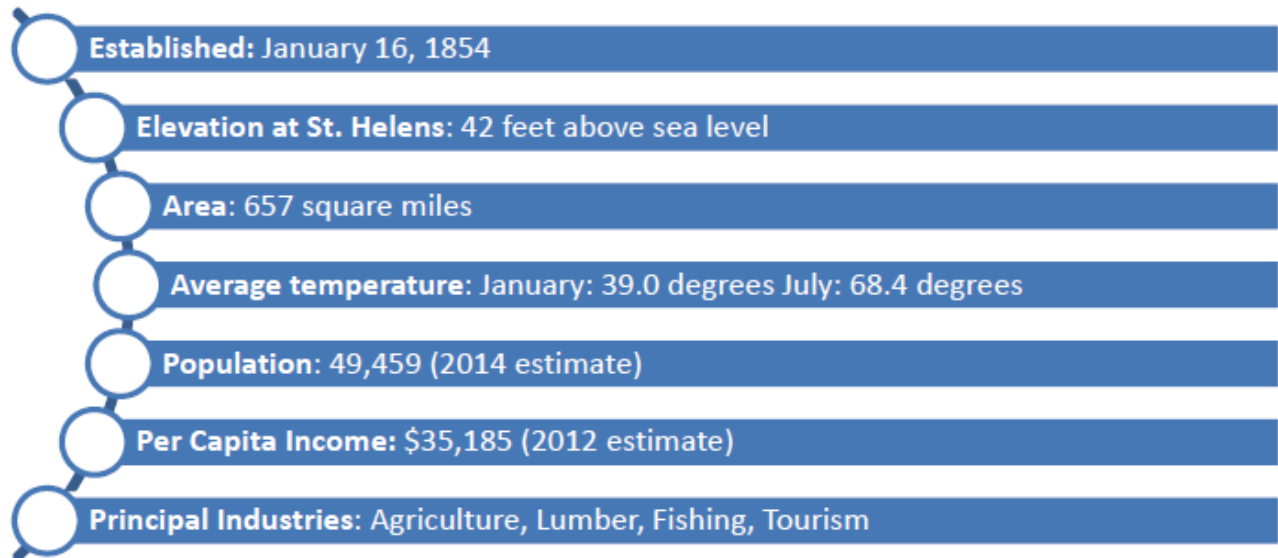 Established: January 16, 1854
Elevation at St. Helens: 42 feet above sea level
Area: 657 square miles
Average temperature: January: 39.0 degrees July: 68.4 degrees
Population: 49,459 (2014 estimate)
Per Capita Income: $35,185 (2012 estimate)
Principal Industries: Agriculture, Lumber, Fishing, Tourism